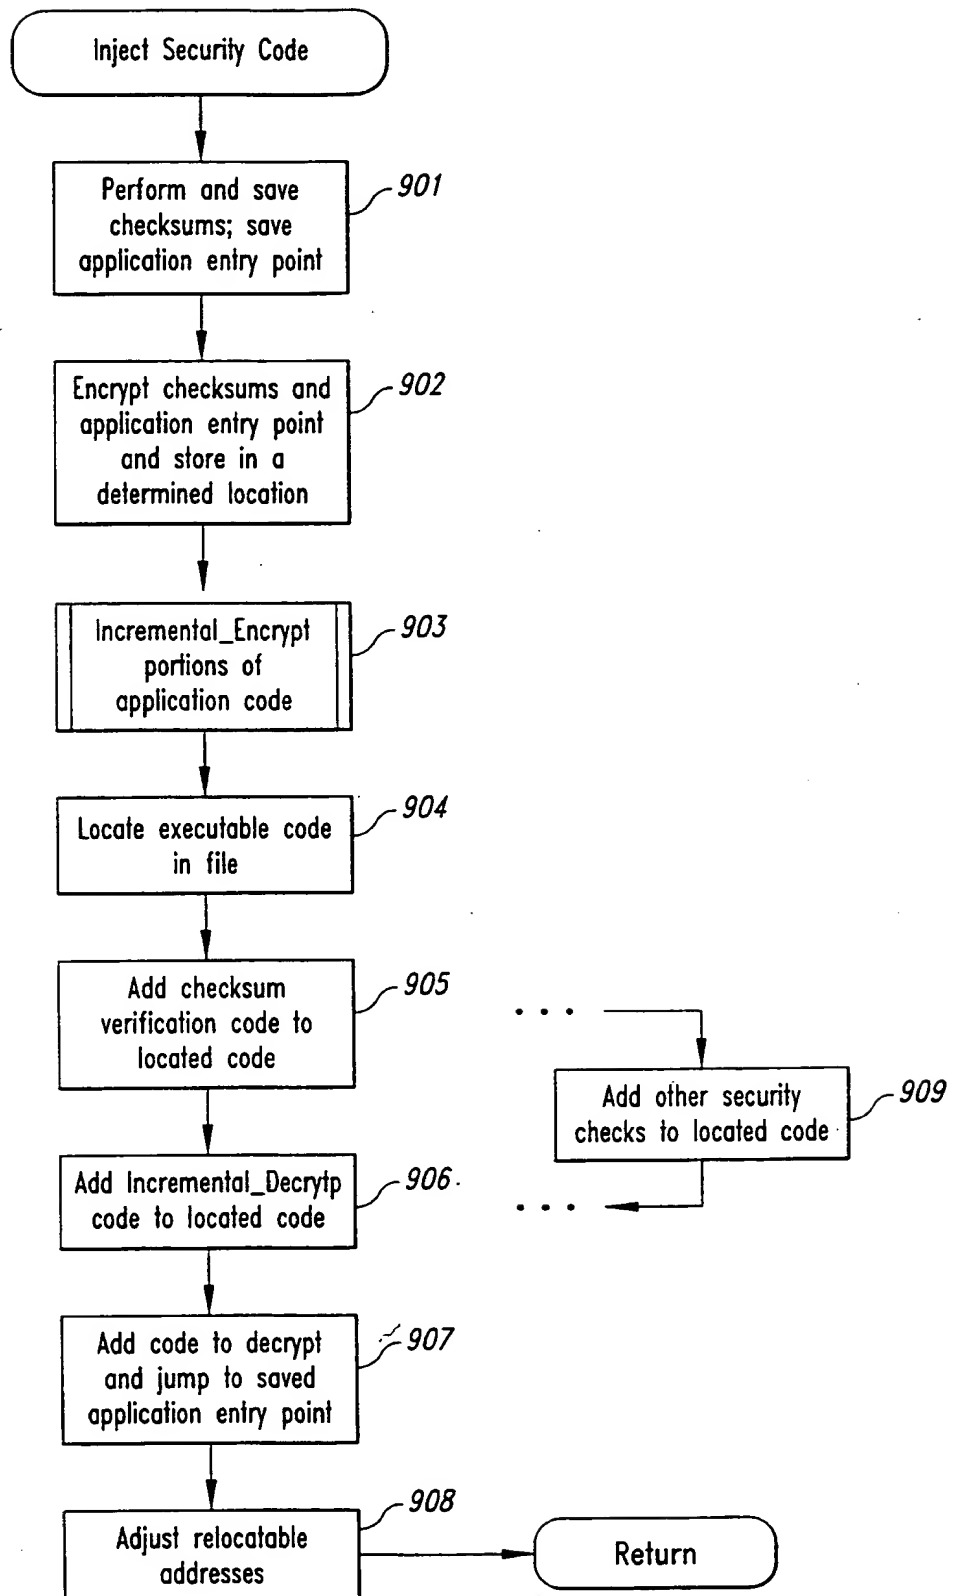 Inject Security Code
Perform and save
checksums; save
application entry point
901
Encrypt checksums and
application entry point
and store in a
determined location
902
Incremental_Encrypt
portions of
application code
903
Locate executable code
in file
904
Add checksum
verification code to
located code
905
Add other security
checks to located code
909
Add Incremental_Decrytp
code to located code
906
Add code to decrypt
and jump to saved
application entry point
907
Adjust relocatable
addresses
908
Return